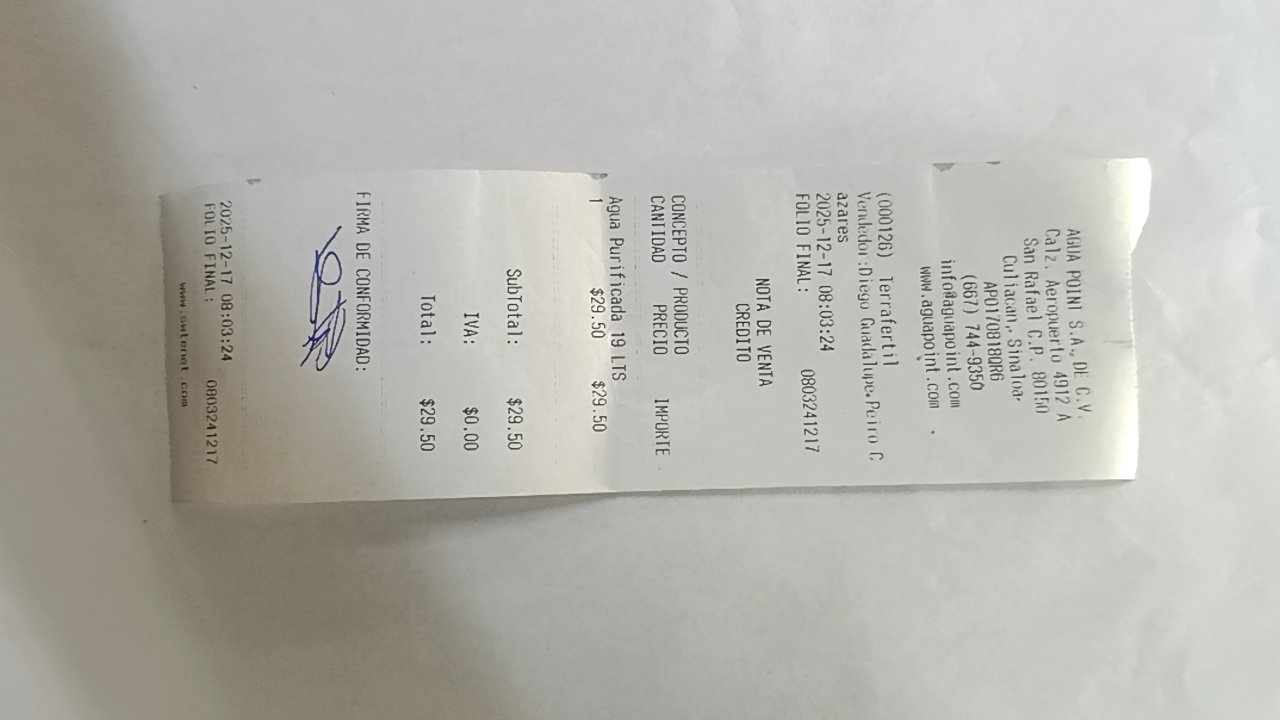 AGUA POINT S.A., DE C.V.
Calz. Aeropuerto 4912 A
San Rafael C.P. 80150
Culiacan,. Sinaloa.
APO170818QR6
(667) 744-9350
info@aguapoint.com
www.aguapoint.com
(000126) Terrafertil
Vendedor:Diego Guadalupe.Peiro C
azares
2025-12-17 08:03:24
FOLIO FINAL: 0803241217
NOTA DE VENTA
CREDITO
CONCEPTO / PRODUCTO
CANTIDAD PRECIO IMPORTE
Agua Purificada 19 LTS
1 $29.50 $29.50
SubTotal: $29.50
IVA: $0.00
Total: $29.50
FIRMA DE CONFORMIDAD:
2025-12-17 08:03:24
FOLIO FINAL: 0803241217